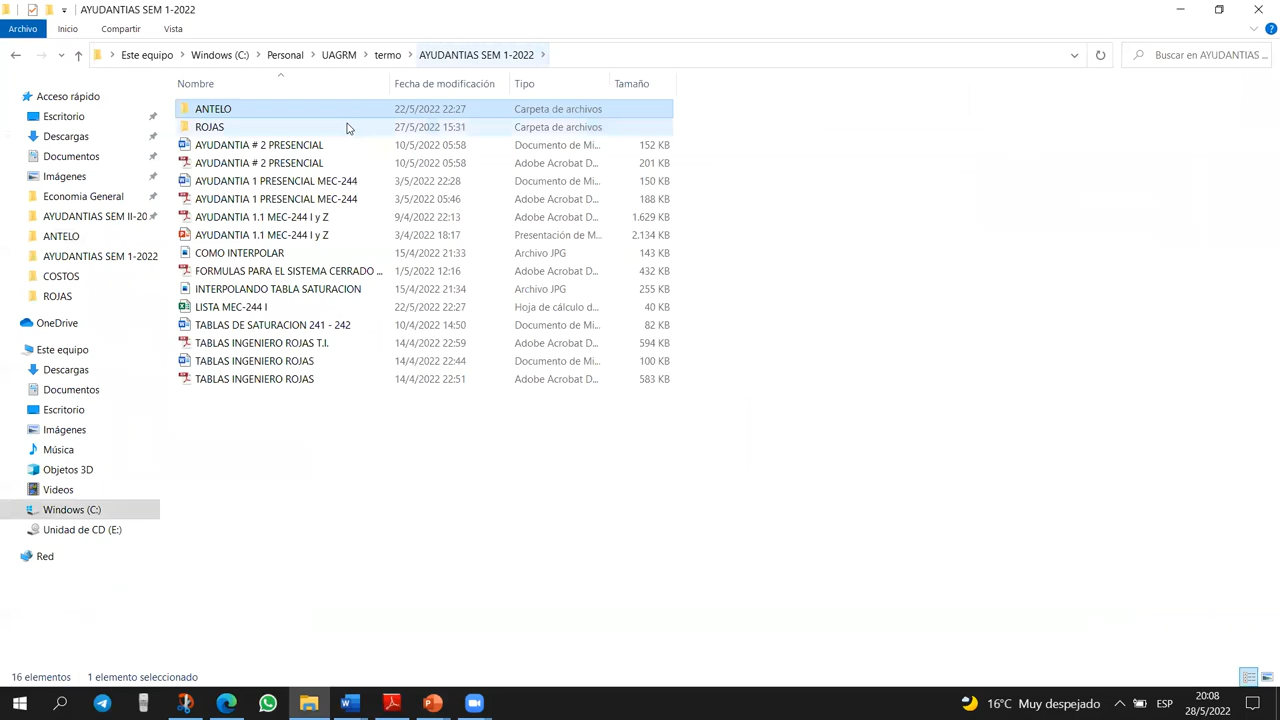 AYUDANTIAS SEM 1-2022
Archivo Inicio Compartir Vista
Este equipo Windows (C:) Personal UAGRM termo AYUDANTIAS SEM 1-2022 Buscar en AYUDANTIAS ...
Nombre Fecha de modificación Tipo Tamaño
Acceso rápido
Escritorio
Descargas
Documentos
Imágenes
Economia General
AYUDANTIAS SEM II-20
ANTELO
AYUDANTIAS SEM 1-2022
COSTOS
ROJAS
OneDrive
Este equipo
Descargas
Documentos
Escritorio
Imágenes
Música
Objetos 3D
Videos
Windows (C:)
Unidad de CD (E:)
Red
ANTELO 22/5/2022 22:27 Carpeta de archivos
ROJAS 27/5/2022 15:31 Carpeta de archivos
AYUDANTIA # 2 PRESENCIAL 10/5/2022 05:58 Documento de Mi... 152 KB
AYUDANTIA # 2 PRESENCIAL 10/5/2022 05:58 Adobe Acrobat D... 201 KB
AYUDANTIA 1 PRESENCIAL MEC-244 3/5/2022 22:28 Documento de Mi... 150 KB
AYUDANTIA 1 PRESENCIAL MEC-244 3/5/2022 05:46 Adobe Acrobat D... 188 KB
AYUDANTIA 1.1 MEC-244 I y Z 9/4/2022 22:13 Adobe Acrobat D... 1.629 KB
AYUDANTIA 1.1 MEC-244 I y Z 3/4/2022 18:17 Presentación de M... 2.134 KB
COMO INTERPOLAR 15/4/2022 21:33 Archivo JPG 143 KB
FORMULAS PARA EL SISTEMA CERRADO ... 1/5/2022 12:16 Adobe Acrobat D... 432 KB
INTERPOLANDO TABLA SATURACION 15/4/2022 21:34 Archivo JPG 255 KB
LISTA MEC-244 I 22/5/2022 22:27 Hoja de cálculo d... 40 KB
TABLAS DE SATURACION 241 - 242 10/4/2022 14:50 Documento de Mi... 82 KB
TABLAS INGENIERO ROJAS T.I. 14/4/2022 22:59 Adobe Acrobat D... 594 KB
TABLAS INGENIERO ROJAS 14/4/2022 22:44 Documento de Mi... 100 KB
TABLAS INGENIERO ROJAS 14/4/2022 22:51 Adobe Acrobat D... 583 KB
16 elementos 1 elemento seleccionado
16°C Muy despejado ESP 20:08
28/5/2022